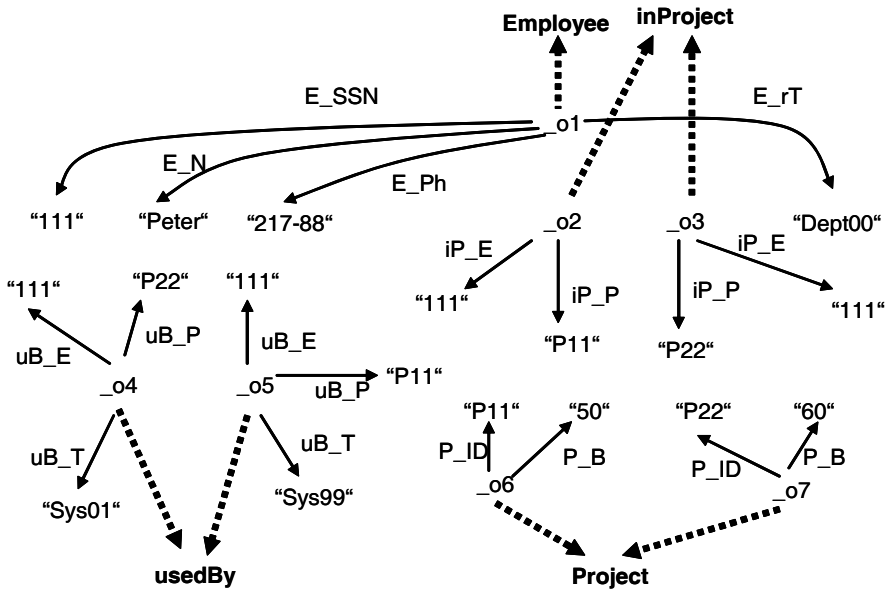 Employee inProject
E_SSN E_rT
_o1
E_N E_Ph
“111“ “Peter“ “217-88“ _o2 _o3 “Dept00“
iP_E iP_E
“111“ “P22“ “111“ “111“ iP_P iP_P “111“
uB_E uB_P uB_E “P11“ “P22“
_o4 _o5 uB_P “P11“
“P11“ “50“ “P22“ “60“
uB_T uB_T P_ID P_B P_ID P_B
“Sys01“ “Sys99“ _o6 _o7
usedBy Project